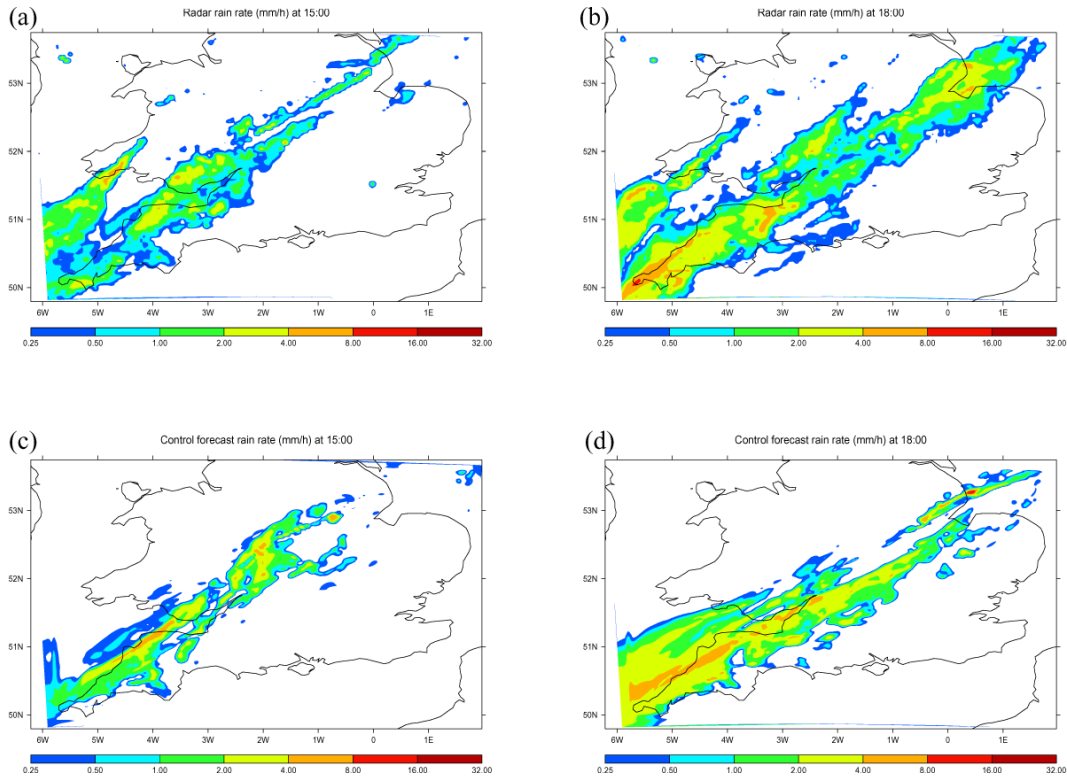 (a)
Radar rain rate (mm/h) at 15:00
53N
52N
51N
50N
6W 5W 4W 3W 2W 1W 0 1E
0.25 0.50 1.00 2.00 4.00 8.00 16.00 32.00
(b)
Radar rain rate (mm/h) at 18:00
53N
52N
51N
50N
6W 5W 4W 3W 2W 1W 0 1E
0.25 0.50 1.00 2.00 4.00 8.00 16.00 32.00
(c)
Control forecast rain rate (mm/h) at 15:00
53N
52N
51N
50N
6W 5W 4W 3W 2W 1W 0 1E
0.25 0.50 1.00 2.00 4.00 8.00 16.00 32.00
(d)
Control forecast rain rate (mm/h) at 18:00
53N
52N
51N
50N
6W 5W 4W 3W 2W 1W 0 1E
0.25 0.50 1.00 2.00 4.00 8.00 16.00 32.00